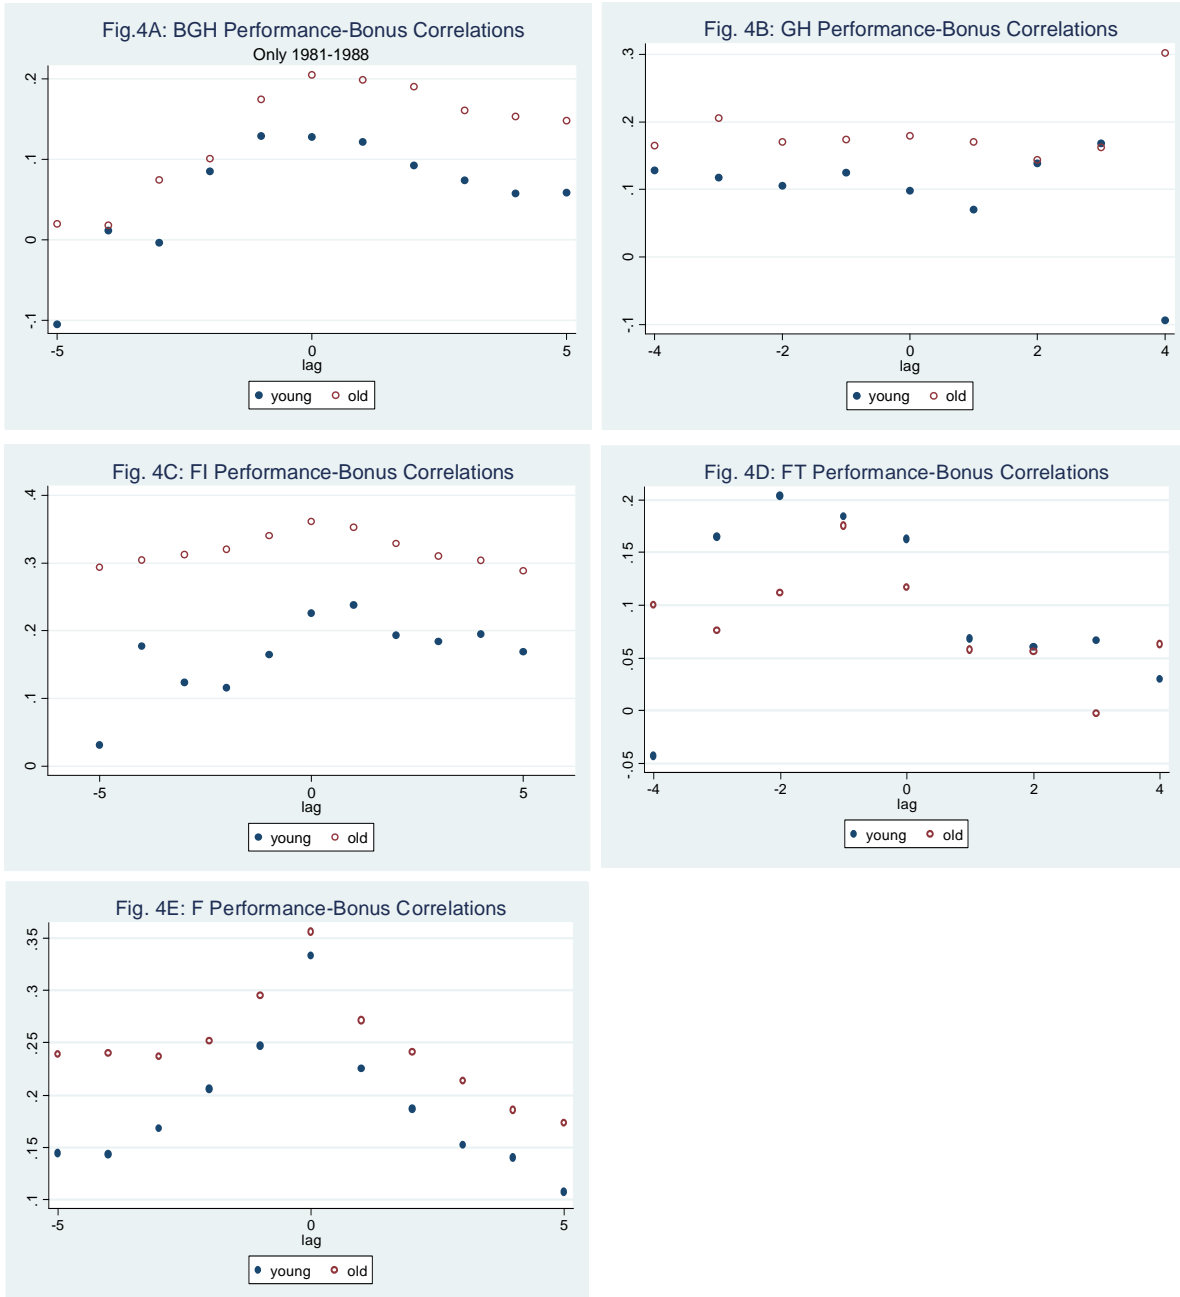 Fig.4A: BGH Performance-Bonus Correlations
Only 1981-1988
.2
.1
0
-.1
-5 0 5
lag
young old
Fig. 4B: GH Performance-Bonus Correlations
.3
.2
.1
0
-.1
-4 -2 0 2 4
lag
young old
Fig. 4C: FI Performance-Bonus Correlations
.4
.3
.2
.1
0
-5 0 5
lag
young old
Fig. 4D: FT Performance-Bonus Correlations
.2
.15
.1
.05
0
-.05
-4 -2 0 2 4
lag
young old
Fig. 4E: F Performance-Bonus Correlations
.35
.3
.25
.2
.15
.1
-5 0 5
lag
young old